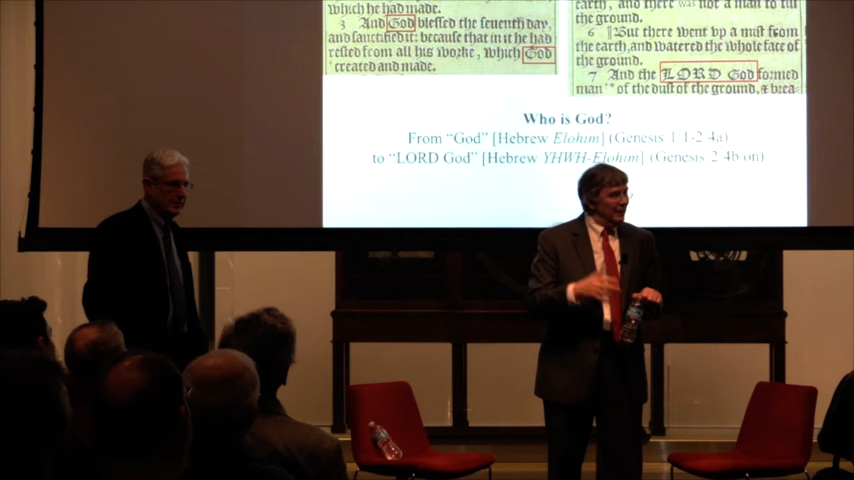 which he had made.
3 And God blessed the seuenth day,
and sanctified it: because that in it he had
rested from all his worke, which God
created and made.
earth, and there was not a man to till
the ground.
6 ¶ But there went vp a mist from
the earth, and watered the whole face of
the ground.
7 And the LORD God formed
man of the dust of the ground, & brea-
Who is God?
From “God” [Hebrew Elohim] (Genesis 1 1-2 4a)
to “LORD God” [Hebrew YHWH-Elohim] (Genesis 2 4b on)